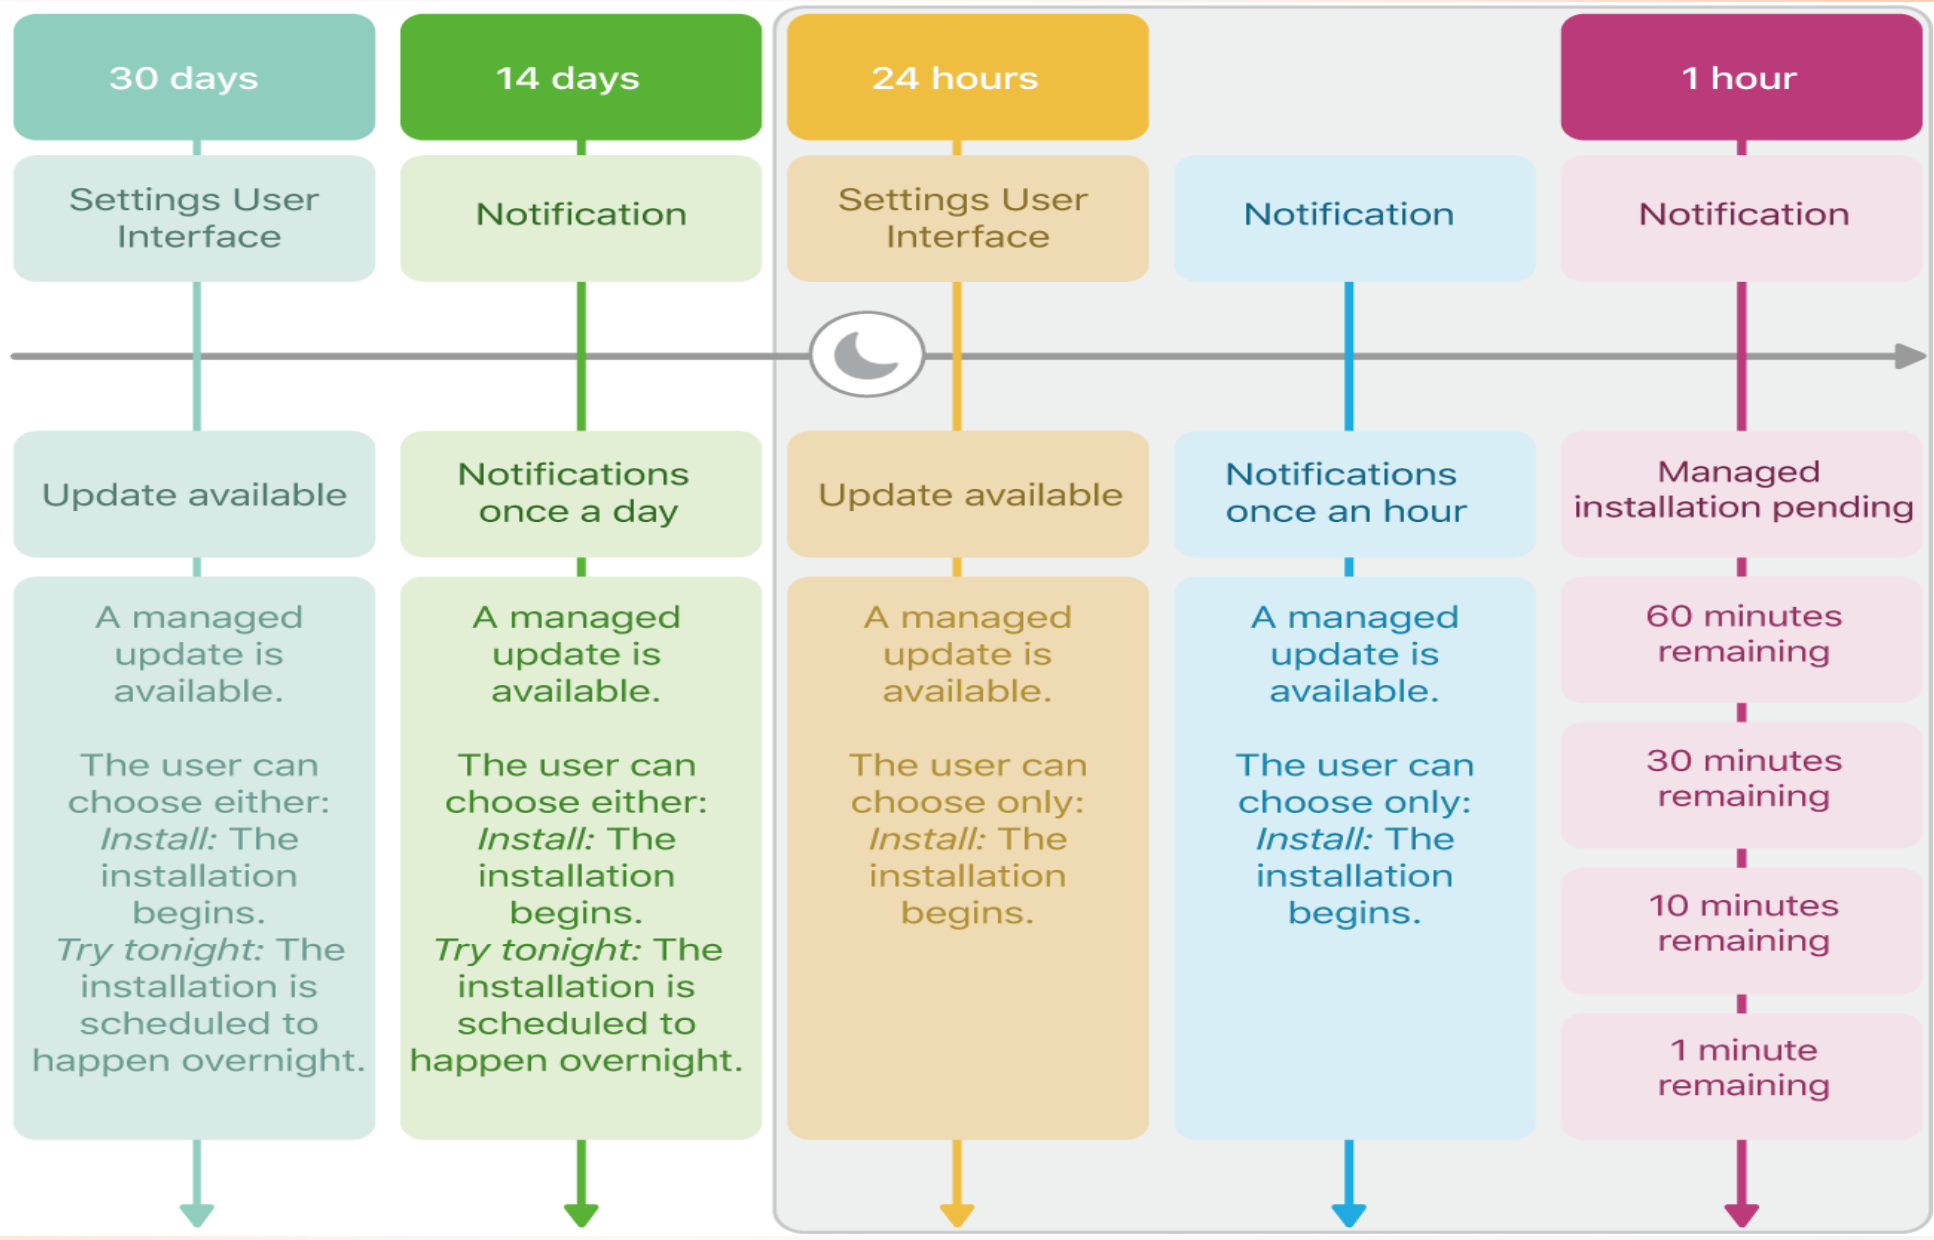 30 days
Settings User
Interface
Update available
A managed
update is
available.
The user can
choose either:
Install: The
installation
begins.
Try tonight: The
installation is
scheduled to
happen overnight.
14 days
Notification
Notifications
once a day
A managed
update is
available.
The user can
choose either:
Install: The
installation
begins.
Try tonight: The
installation is
scheduled to
happen overnight.
24 hours
Settings User
Interface
Update available
A managed
update is
available.
The user can
choose only:
Install: The
installation
begins.
Notification
Notifications
once an hour
A managed
update is
available.
The user can
choose only:
Install: The
installation
begins.
1 hour
Notification
Managed
installation pending
60 minutes
remaining
30 minutes
remaining
10 minutes
remaining
1 minute
remaining